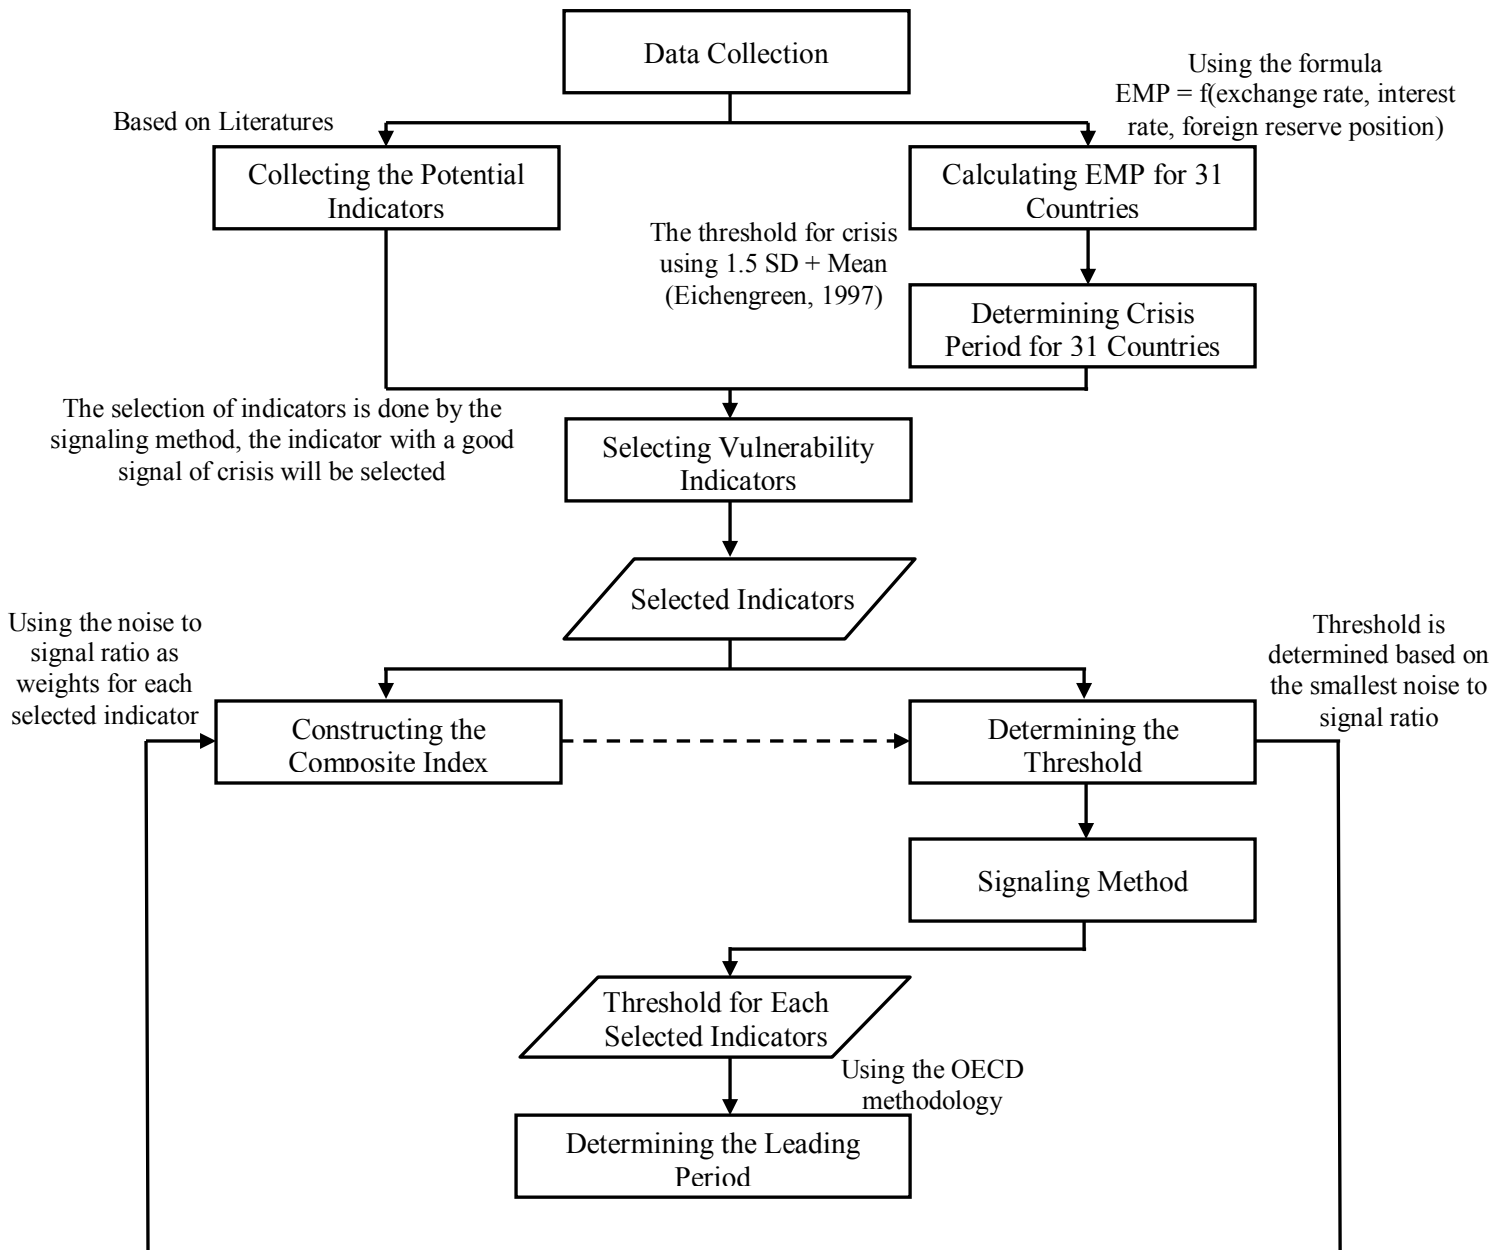 Data Collection
Using the formula
EMP = f(exchange rate, interest
rate, foreign reserve position)
Based on Literatures
Collecting the Potential
Indicators
Calculating EMP for 31
Countries
The threshold for crisis
using 1.5 SD + Mean
(Eichengreen, 1997)
Determining Crisis
Period for 31 Countries
The selection of indicators is done by the
signaling method, the indicator with a good
signal of crisis will be selected
Selecting Vulnerability
Indicators
Selected Indicators
Using the noise to
signal ratio as
weights for each
selected indicator
Threshold is
determined based on
the smallest noise to
signal ratio
Constructing the
Composite Index
Determining the
Threshold
Signaling Method
Threshold for Each
Selected Indicators
Using the OECD
methodology
Determining the Leading
Period